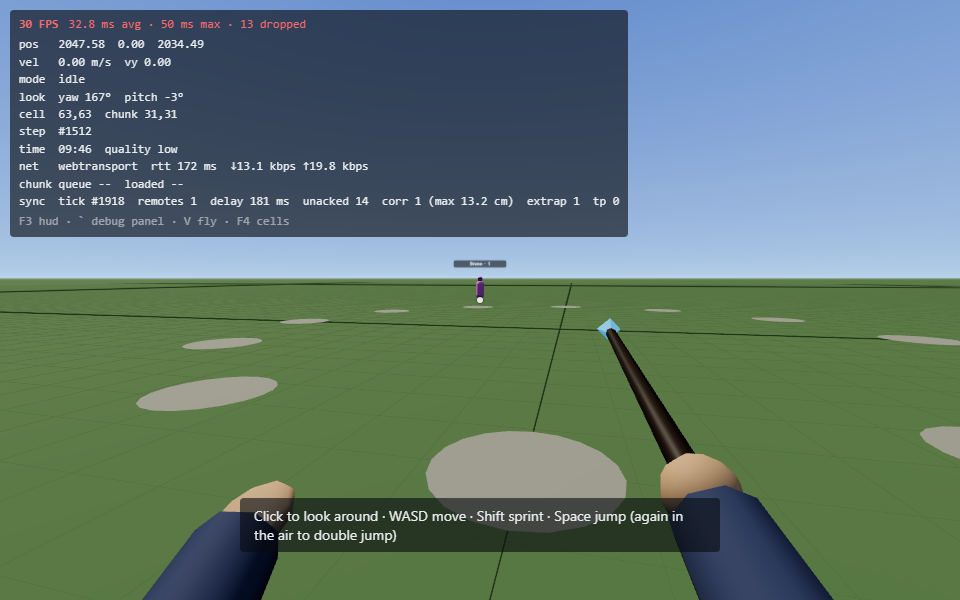 30 FPS 32.8 ms avg · 50 ms max · 13 dropped
pos 2047.58 0.00 2034.49
vel 0.00 m/s vy 0.00
mode idle
look yaw 167° pitch -3°
cell 63,63 chunk 31,31
step #1512
time 09:46 quality low
net webtransport rtt 172 ms ↓13.1 kbps ↑19.8 kbps
chunk queue -- loaded --
sync tick #1918 remotes 1 delay 181 ms unacked 14 corr 1 (max 13.2 cm) extrap 1 tp 0
F3 hud · ` debug panel · V fly · F4 cells
Click to look around · WASD move · Shift sprint · Space jump (again in
the air to double jump)